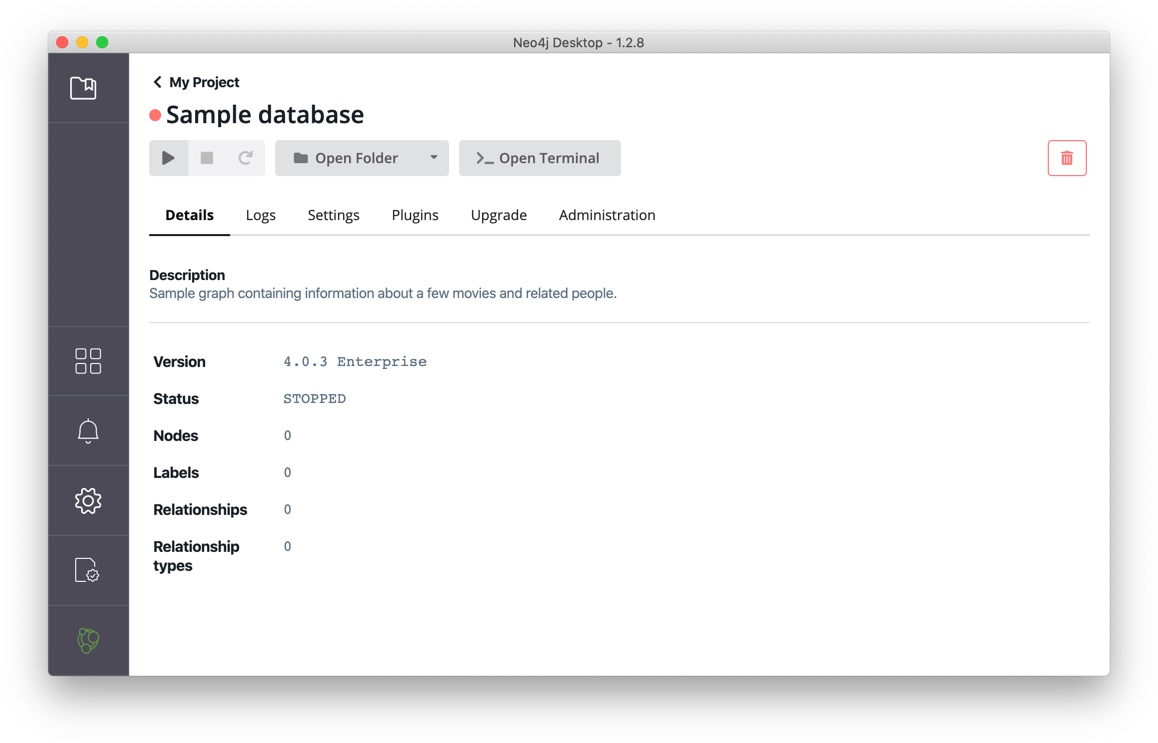 Neo4j Desktop - 1.2.8
My Project
Sample database
Open Folder
Open Terminal
Details Logs Settings Plugins Upgrade Administration
Description
Sample graph containing information about a few movies and related people.
Version 4.0.3 Enterprise
Status STOPPED
Nodes 0
Labels 0
Relationships 0
Relationship 0
types